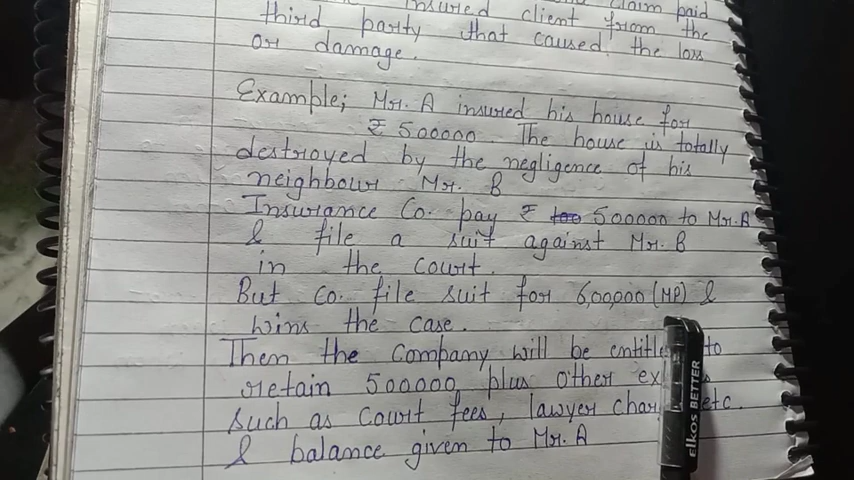 insured client from the
claim paid
third party that caused the loss
or damage.
Example; Mr. A insured his house for
₹ 500000. The house is totally
destroyed by the negligence of his
neighbour Mr. B
Insurance Co. pay ₹ 500000 to Mr. B
& file a suit against Mr. B
in the court.
But co. file suit for 6,00,000 (MP) &
wins the case.
Then the company will be to
retain 500000 plus other
such as court fees, lawyer etc.
& balance given to Mr. A
elkos BETTER